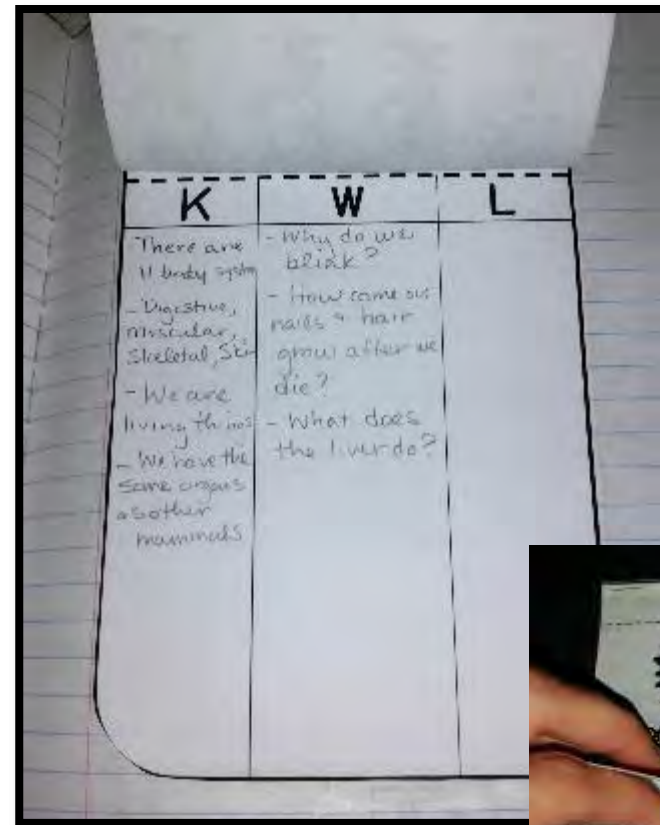 K
There are
11 body system
- Digestive,
muscular,
Skeletal, Skin
- We are
living things
- We have the
same organs
as other
mammals
W
- Why do we
blink?
- How come our
nails & hair
grow after we
die?
- What does
the liver do?
L